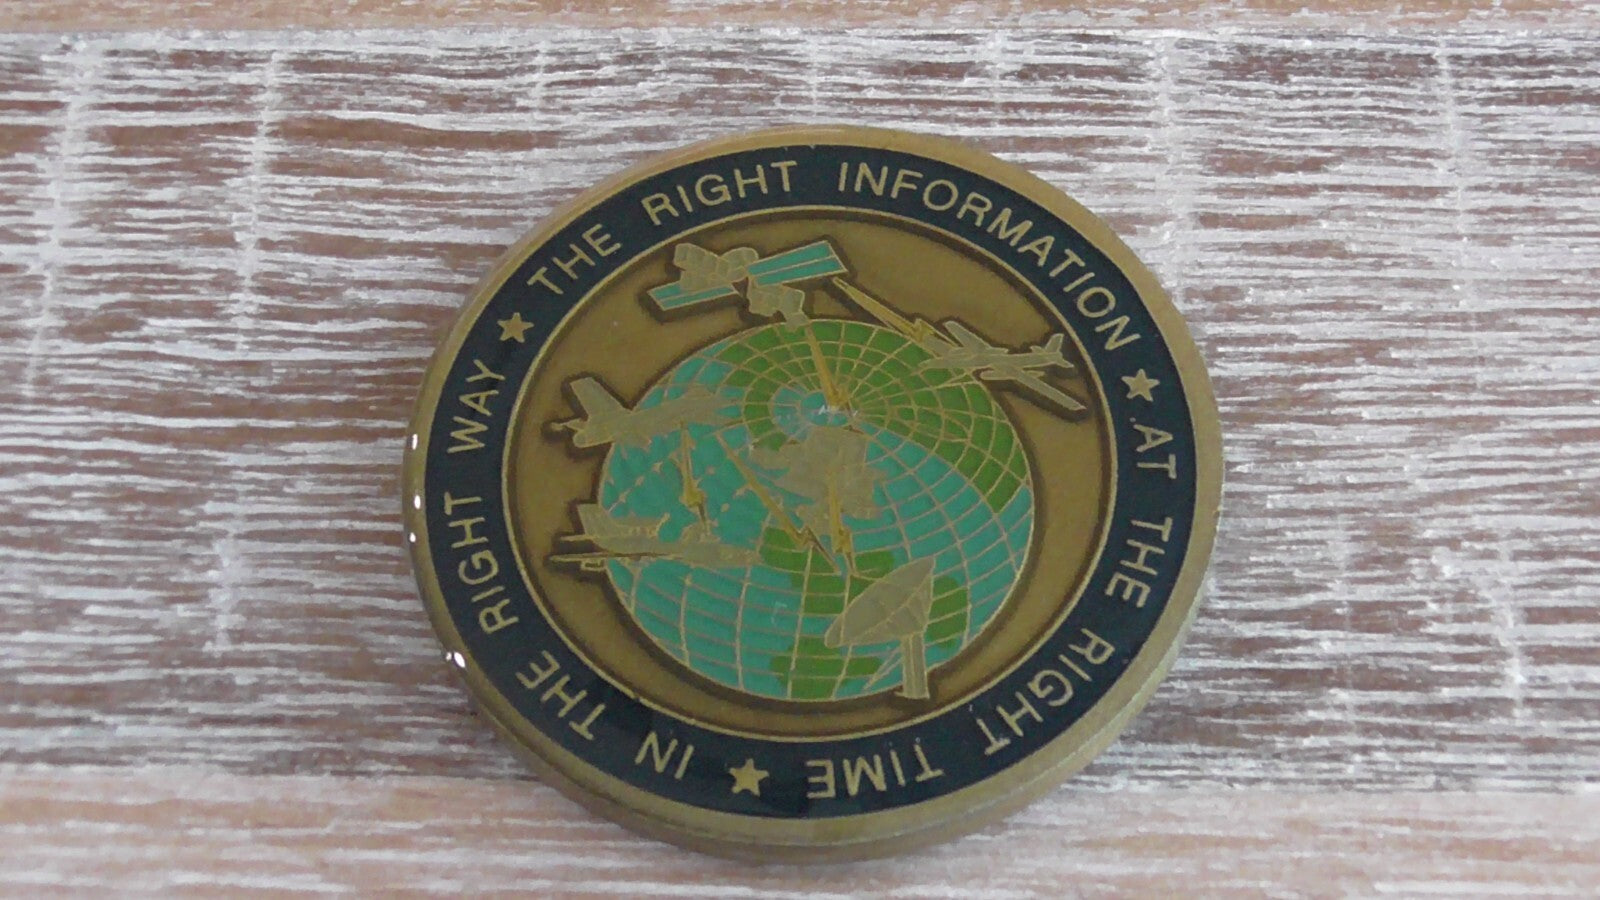 THE RIGHT INFORMATION
AT THE RIGHT TIME
IN THE RIGHT WAY